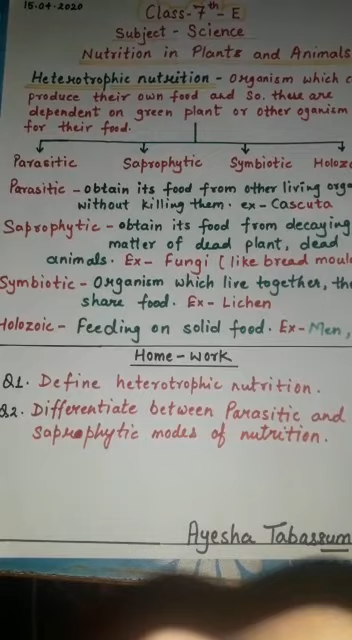 15-04-2020
Class-7th-E
Subject - Science
Nutrition in Plants and Animals
Heterotrophic nutrition - Organism which
produce their own food and so. these are
dependent on green plant or other oganism
for their food.
Parasitic Saprophytic Symbiotic
Parasitic - obtain its food from other living
without killing them. ex - Cascuta
Saprophytic - obtain its food from decaying
matter of dead plant, dead
animals. Ex - Fungi (like bread mould
Symbiotic - Organism which live together,
share food. Ex - Lichen
Holozoic - Feeding on solid food. Ex - Men,
Home - work
Q1. Define heterotrophic nutrition.
Q2. Differentiate between Parasitic and
saprophytic modes of nutrition.
Ayesha Tabassum